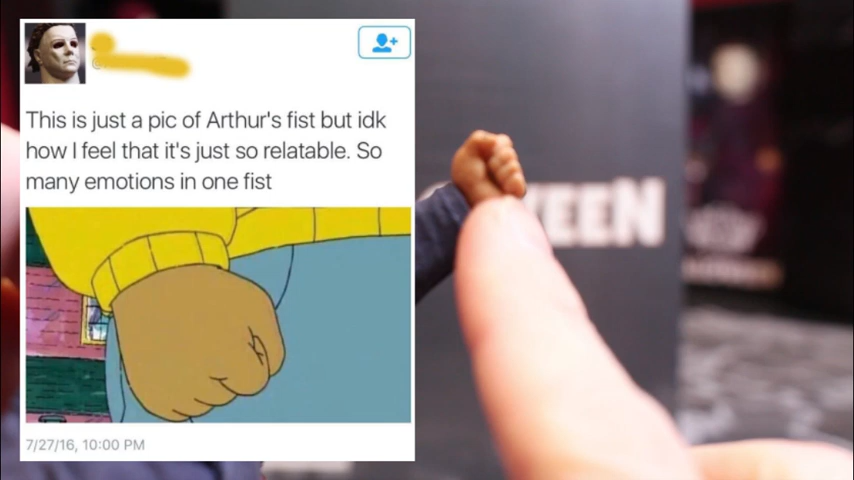 This is just a pic of Arthur's fist but idk
how I feel that it's just so relatable. So
many emotions in one fist
7/27/16, 10:00 PM
EEN